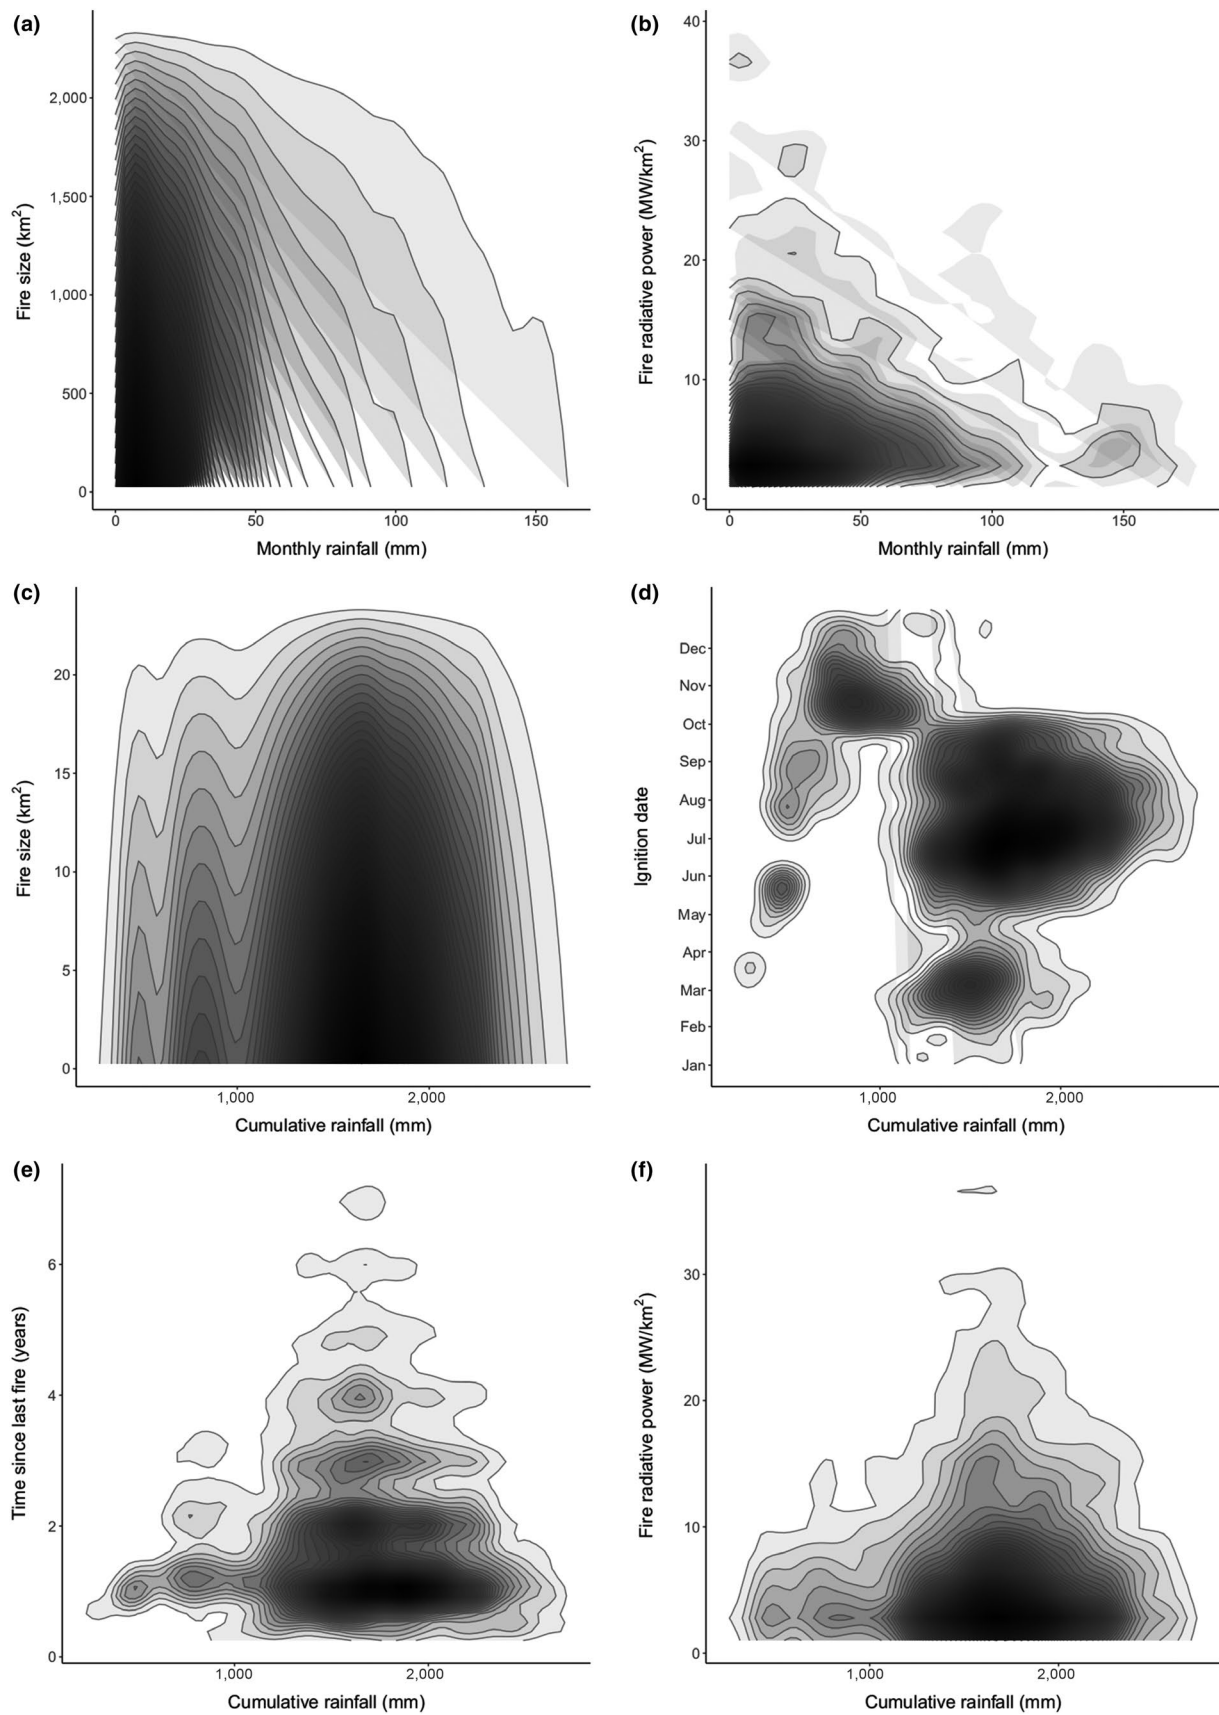 (a)
Fire size (km²)
2,000
1,500
1,000
500
0
0 50 100 150
Monthly rainfall (mm)
(b)
Fire radiative power (MW/km²)
40
30
20
10
0
0 50 100 150
Monthly rainfall (mm)
(c)
Fire size (km²)
20
15
10
5
0
1,000 2,000
Cumulative rainfall (mm)
(d)
Ignition date
Dec
Nov
Oct
Sep
Aug
Jul
Jun
May
Apr
Mar
Feb
Jan
1,000 2,000
Cumulative rainfall (mm)
(e)
Time since last fire (years)
6
4
2
0
1,000 2,000
Cumulative rainfall (mm)
(f)
Fire radiative power (MW/km²)
30
20
10
0
1,000 2,000
Cumulative rainfall (mm)